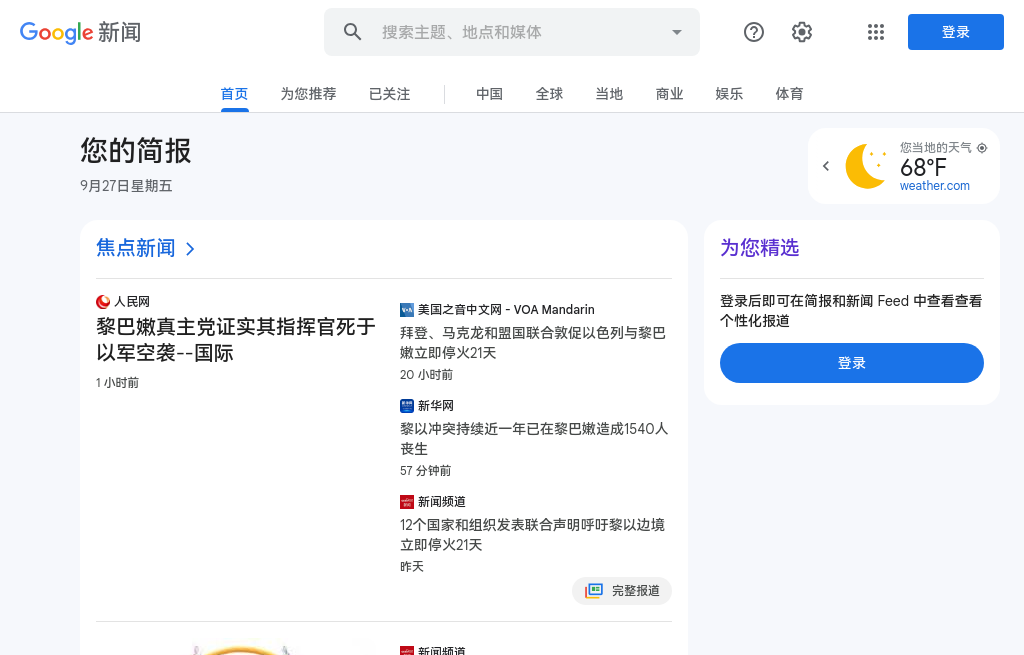 Google 新闻
搜索主题、地点和媒体
登录
首页
为您推荐
已关注
中国
全球
当地
商业
娱乐
体育
您的简报
9月27日星期五
您当地的天气
68°F
weather.com
焦点新闻
人民网
黎巴嫩真主党证实其指挥官死于
以军空袭--国际
1 小时前
美国之音中文网 - VOA Mandarin
拜登、马克龙和盟国联合敦促以色列与黎巴
嫩立即停火21天
20 小时前
新华网
黎以冲突持续近一年已在黎巴嫩造成1540人
丧生
57 分钟前
新闻频道
12个国家和组织发表联合声明呼吁黎以边境
立即停火21天
昨天
完整报道
新闻频道
为您精选
登录后即可在简报和新闻 Feed 中查看查看
个性化报道
登录